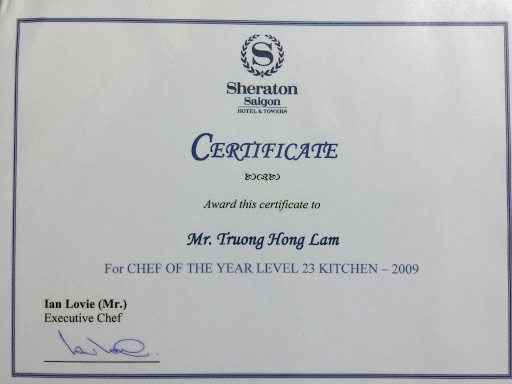 S
Sheraton
Saigon
HOTEL & TOWERS
CERTIFICATE
Award this certificate to
Mr. Truong Hong Lam
For CHEF OF THE YEAR LEVEL 23 KITCHEN – 2009
Ian Lovie (Mr.)
Executive Chef